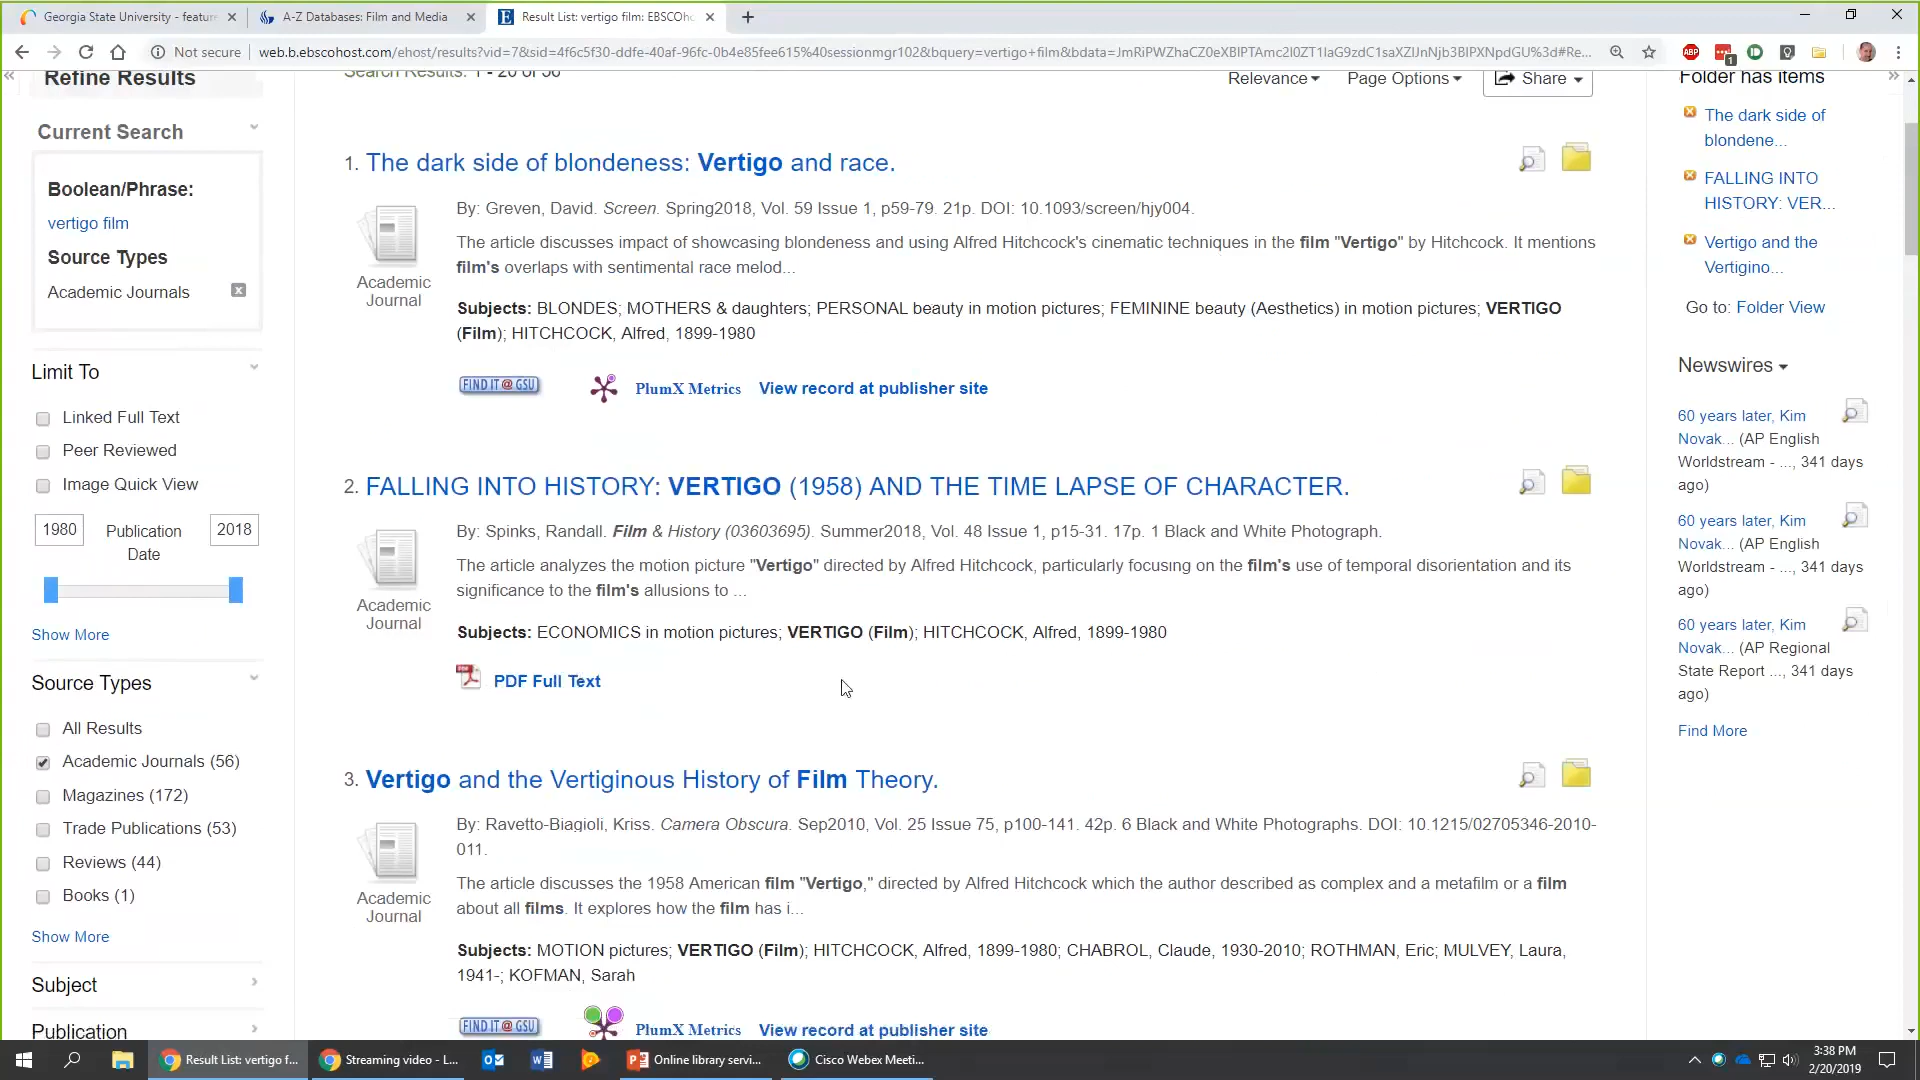 Georgia State University - featur
A-Z Databases: Film and Media
Result List: vertigo film: EBSCOho
Not secure
web.b.ebscohost.com/ehost/results?vid=7&sid=4f6c5f30-ddfe-40af-96fc-0b4e85fee615%40sessionmgr102&bquery=vertigo+film&bdata=JmRiPWZhaCZ0eXBlPTAmc2l0ZT1laG9zdC1saXZlJnNjb3BlPXNpdGU%3d#Re...
Refine Results
Current Search
Boolean/Phrase:
vertigo film
Source Types
Academic Journals
Limit To
Linked Full Text
Peer Reviewed
Image Quick View
1980
Publication
Date
2018
Show More
Source Types
All Results
Academic Journals (56)
Magazines (172)
Trade Publications (53)
Reviews (44)
Books (1)
Show More
Subject
Publication
Search Results: 1 - 20 of 56
Relevance
Page Options
Share
1. The dark side of blondeness: Vertigo and race.
By: Greven, David. Screen. Spring2018, Vol. 59 Issue 1, p59-79. 21p. DOI: 10.1093/screen/hjy004.
The article discusses impact of showcasing blondeness and using Alfred Hitchcock's cinematic techniques in the film "Vertigo" by Hitchcock. It mentions
film's overlaps with sentimental race melod...
Academic
Journal
Subjects: BLONDES; MOTHERS & daughters; PERSONAL beauty in motion pictures; FEMININE beauty (Aesthetics) in motion pictures; VERTIGO
(Film); HITCHCOCK, Alfred, 1899-1980
FIND IT @ GSU
PlumX Metrics
View record at publisher site
2. FALLING INTO HISTORY: VERTIGO (1958) AND THE TIME LAPSE OF CHARACTER.
By: Spinks, Randall. Film & History (03603695). Summer2018, Vol. 48 Issue 1, p15-31. 17p. 1 Black and White Photograph.
The article analyzes the motion picture "Vertigo" directed by Alfred Hitchcock, particularly focusing on the film's use of temporal disorientation and its
significance to the film's allusions to ...
Academic
Journal
Subjects: ECONOMICS in motion pictures; VERTIGO (Film); HITCHCOCK, Alfred, 1899-1980
PDF Full Text
3. Vertigo and the Vertiginous History of Film Theory.
By: Ravetto-Biagioli, Kriss. Camera Obscura. Sep2010, Vol. 25 Issue 75, p100-141. 42p. 6 Black and White Photographs. DOI: 10.1215/02705346-2010-
011.
The article discusses the 1958 American film "Vertigo," directed by Alfred Hitchcock which the author described as complex and a metafilm or a film
about all films. It explores how the film has i...
Academic
Journal
Subjects: MOTION pictures; VERTIGO (Film); HITCHCOCK, Alfred, 1899-1980; CHABROL, Claude, 1930-2010; ROTHMAN, Eric; MULVEY, Laura,
1941-; KOFMAN, Sarah
FIND IT @ GSU
PlumX Metrics
View record at publisher site
Folder has items
The dark side of
blondene...
FALLING INTO
HISTORY: VER...
Vertigo and the
Vertigino...
Go to: Folder View
Newswires
60 years later, Kim
Novak... (AP English
Worldstream - ..., 341 days
ago)
60 years later, Kim
Novak... (AP English
Worldstream - ..., 341 days
ago)
60 years later, Kim
Novak... (AP Regional
State Report ..., 341 days
ago)
Find More
Result List: vertigo f...
Streaming video - L...
Online library servi...
Cisco Webex Meeti...
3:38 PM
2/20/2019